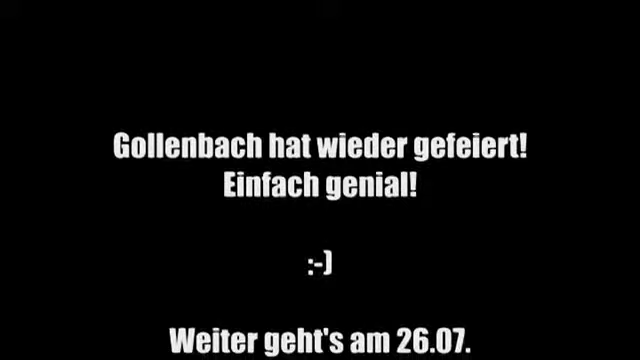 Gollenbach hat wieder gefeiert!
Einfach genial!
:-)
Weiter geht's am 26.07.